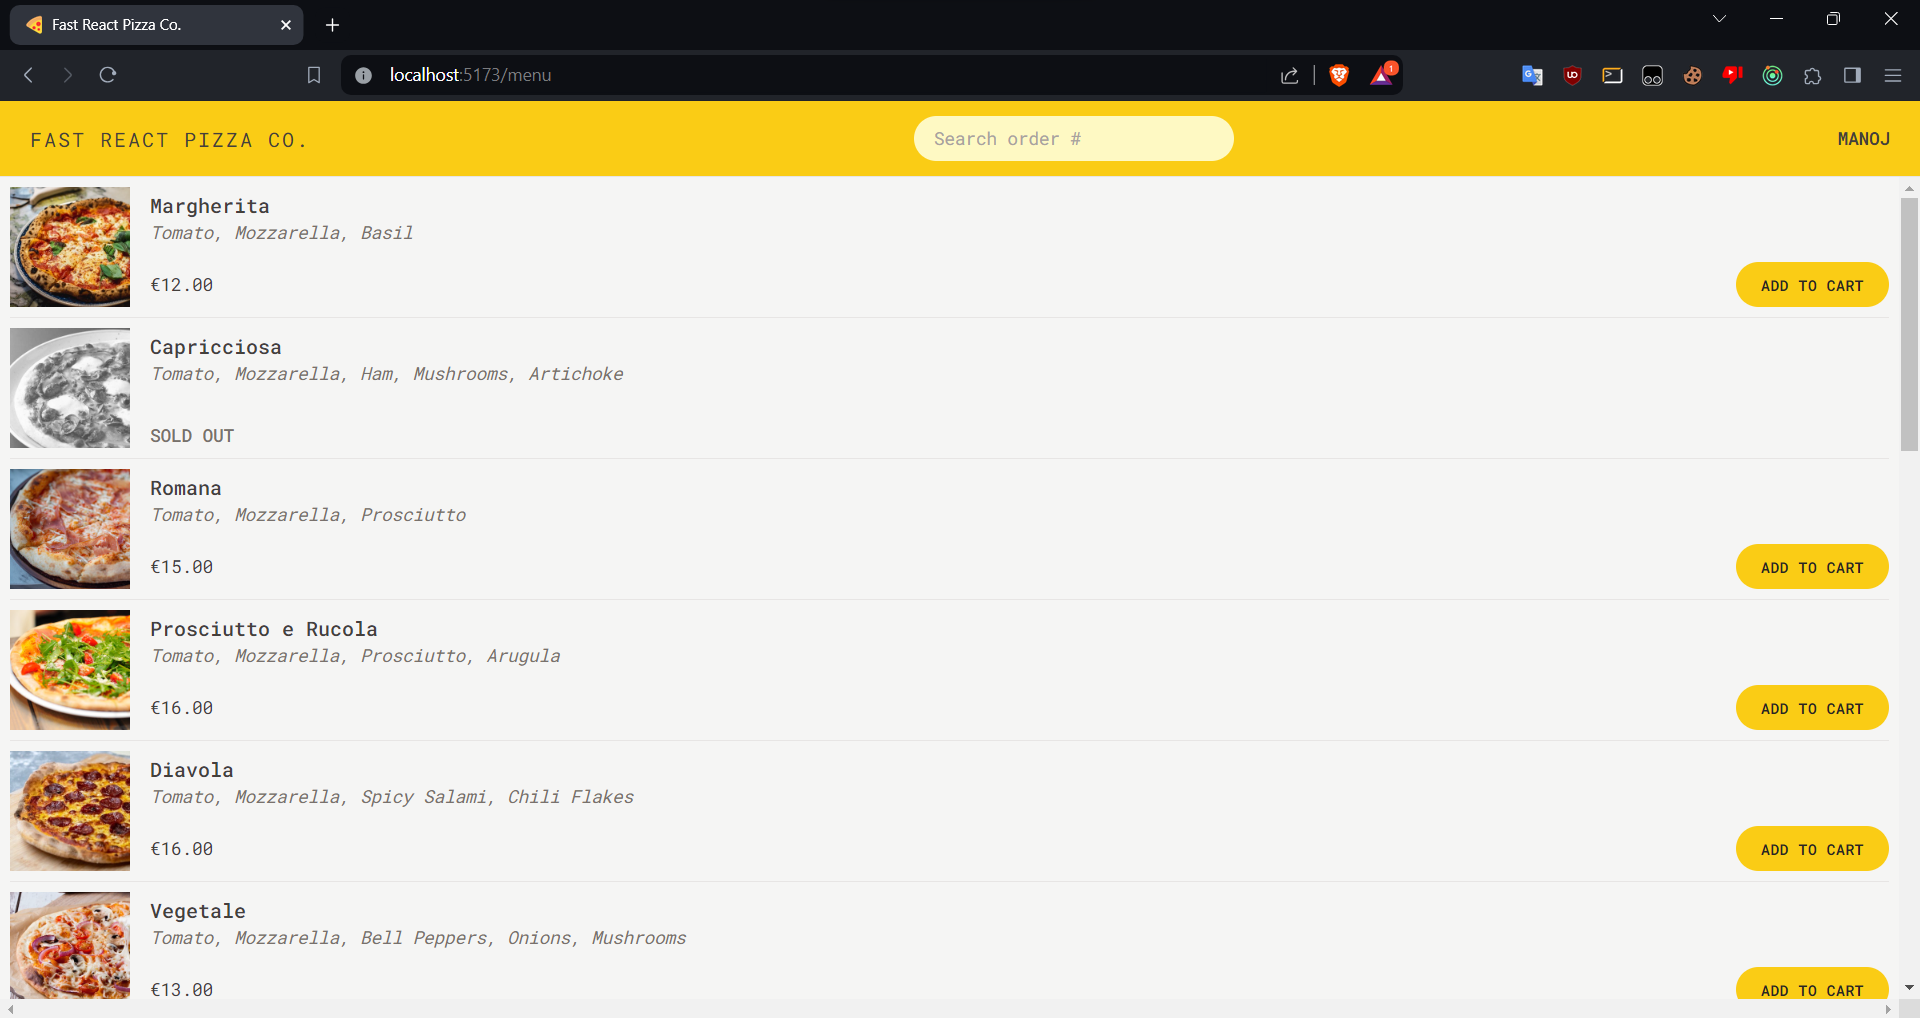 Fast React Pizza Co.
localhost:5173/menu
1
FAST REACT PIZZA CO.
Search order #
MANOJ
Margherita
Tomato, Mozzarella, Basil
€12.00
ADD TO CART
Capricciosa
Tomato, Mozzarella, Ham, Mushrooms, Artichoke
SOLD OUT
Romana
Tomato, Mozzarella, Prosciutto
€15.00
ADD TO CART
Prosciutto e Rucola
Tomato, Mozzarella, Prosciutto, Arugula
€16.00
ADD TO CART
Diavola
Tomato, Mozzarella, Spicy Salami, Chili Flakes
€16.00
ADD TO CART
Vegetale
Tomato, Mozzarella, Bell Peppers, Onions, Mushrooms
€13.00
ADD TO CART